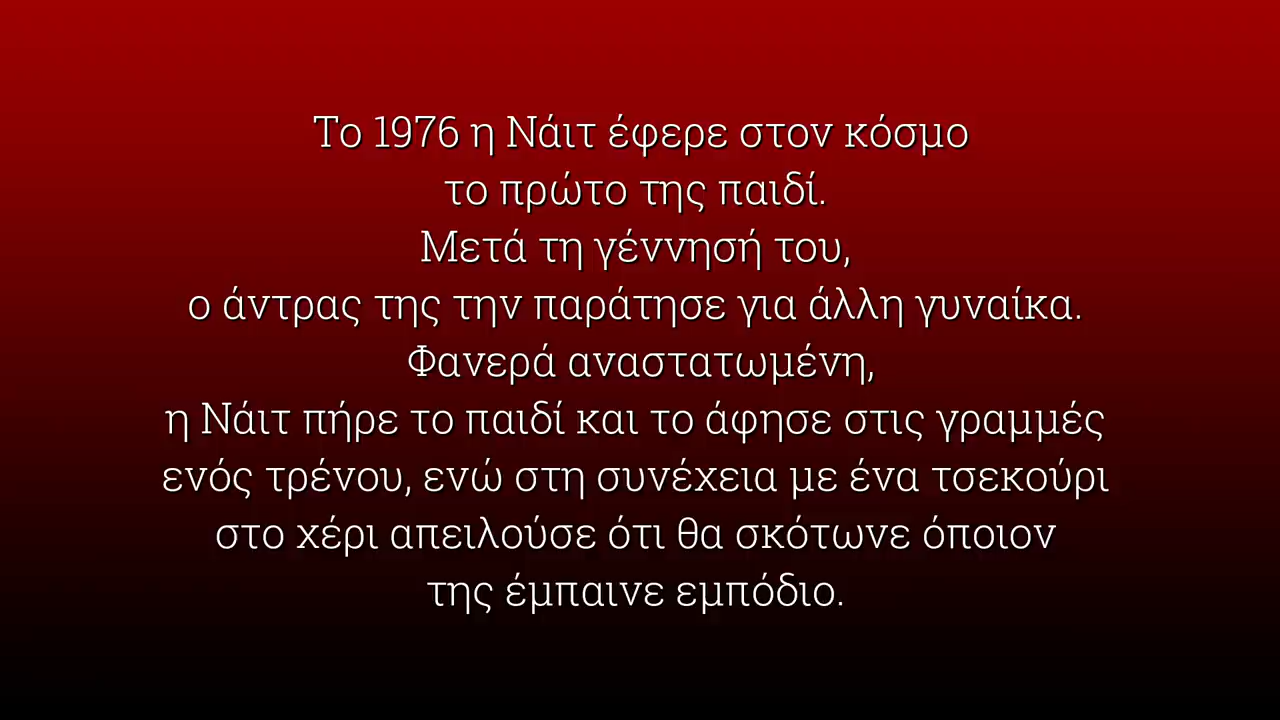 Το 1976 η Νάιτ έφερε στον κόσμο
το πρώτο της παιδί.
Μετά τη γέννησή του,
ο άντρας της την παράτησε για άλλη γυναίκα.
Φανερά αναστατωμένη,
η Νάιτ πήρε το παιδί και το άφησε στις γραμμές
ενός τρένου, ενώ στη συνέχεια με ένα τσεκούρι
στο χέρι απειλούσε ότι θα σκότωνε όποιον
της έμπαινε εμπόδιο.